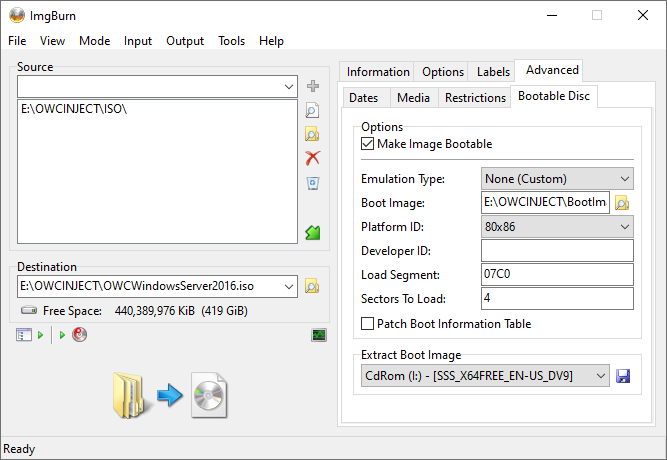 ImgBurn
File View Mode Input Output Tools Help
Source
E:\OWCINJECT\ISO\
Destination
E:\OWCINJECT\OWCWindowsServer2016.iso
Free Space: 440,389,976 KiB (419 GiB)
Information Options Labels Advanced
Dates Media Restrictions Bootable Disc
Options
Make Image Bootable
Emulation Type: None (Custom)
Boot Image: E:\OWCINJECT\BootIm
Platform ID: 80x86
Developer ID:
Load Segment: 07C0
Sectors To Load: 4
Patch Boot Information Table
Extract Boot Image
CdRom (I:) - [SSS_X64FREE_EN-US_DV9]
Ready